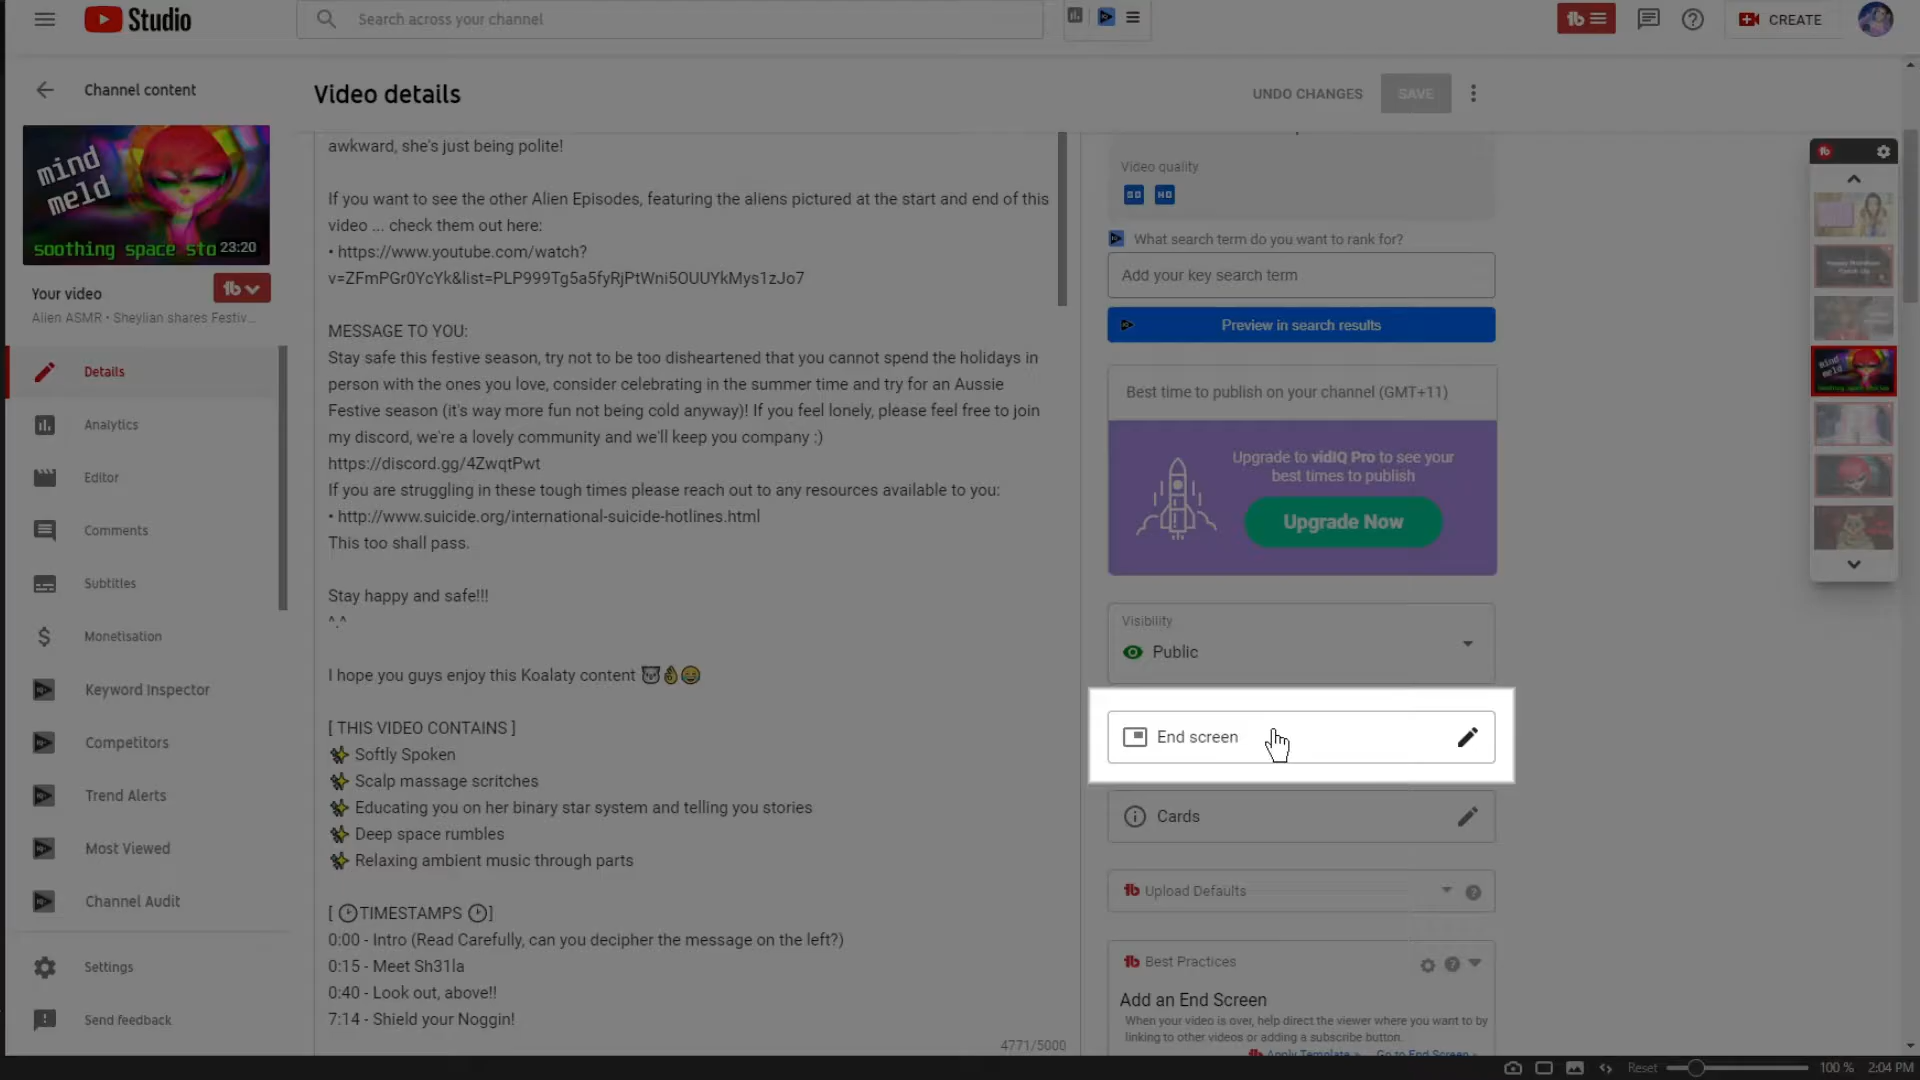 Studio
Search across your channel
CREATE
Channel content
Video details
UNDO CHANGES
SAVE
mind
meld
soothing space sto
23:20
Your video
Alien ASMR • Sheylian shares Festiv...
Details
Analytics
Editor
Comments
Subtitles
Monetisation
Keyword Inspector
Competitors
Trend Alerts
Most Viewed
Channel Audit
Settings
Send feedback
awkward, she's just being polite!
If you want to see the other Alien Episodes, featuring the aliens pictured at the start and end of this
video ... check them out here:
• https://www.youtube.com/watch?
v=ZFmPGr0YcYk&list=PLP999Tg5a5fyRjPtWni5OUUYkMys1zJo7
MESSAGE TO YOU:
Stay safe this festive season, try not to be too disheartened that you cannot spend the holidays in
person with the ones you love, consider celebrating in the summer time and try for an Aussie
Festive season (it's way more fun not being cold anyway)! If you feel lonely, please feel free to join
my discord, we're a lovely community and we'll keep you company :)
https://discord.gg/4ZwqtPwt
If you are struggling in these tough times please reach out to any resources available to you:
• http://www.suicide.org/international-suicide-hotlines.html
This too shall pass.
Stay happy and safe!!!
^.^
I hope you guys enjoy this Koalaty content 🐨👌😄
[ THIS VIDEO CONTAINS ]
✨ Softly Spoken
✨ Scalp massage scritches
✨ Educating you on her binary star system and telling you stories
✨ Deep space rumbles
✨ Relaxing ambient music through parts
[ 🕑TIMESTAMPS 🕑]
0:00 - Intro (Read Carefully, can you decipher the message on the left?)
0:15 - Meet Sh31la
0:40 - Look out, above!!
7:14 - Shield your Noggin!
4771/5000
Video quality
SD HD
What search term do you want to rank for?
Add your key search term
Preview in search results
Best time to publish on your channel (GMT+11)
Upgrade to vidIQ Pro to see your
best times to publish
Upgrade Now
Visibility
Public
End screen
Cards
Upload Defaults
Best Practices
Add an End Screen
When your video is over, help direct the viewer where you want to by
linking to other videos or adding a subscribe button.
Apply Template Go to End Screen
mind
meld
Reset
100 %
2:04 PM